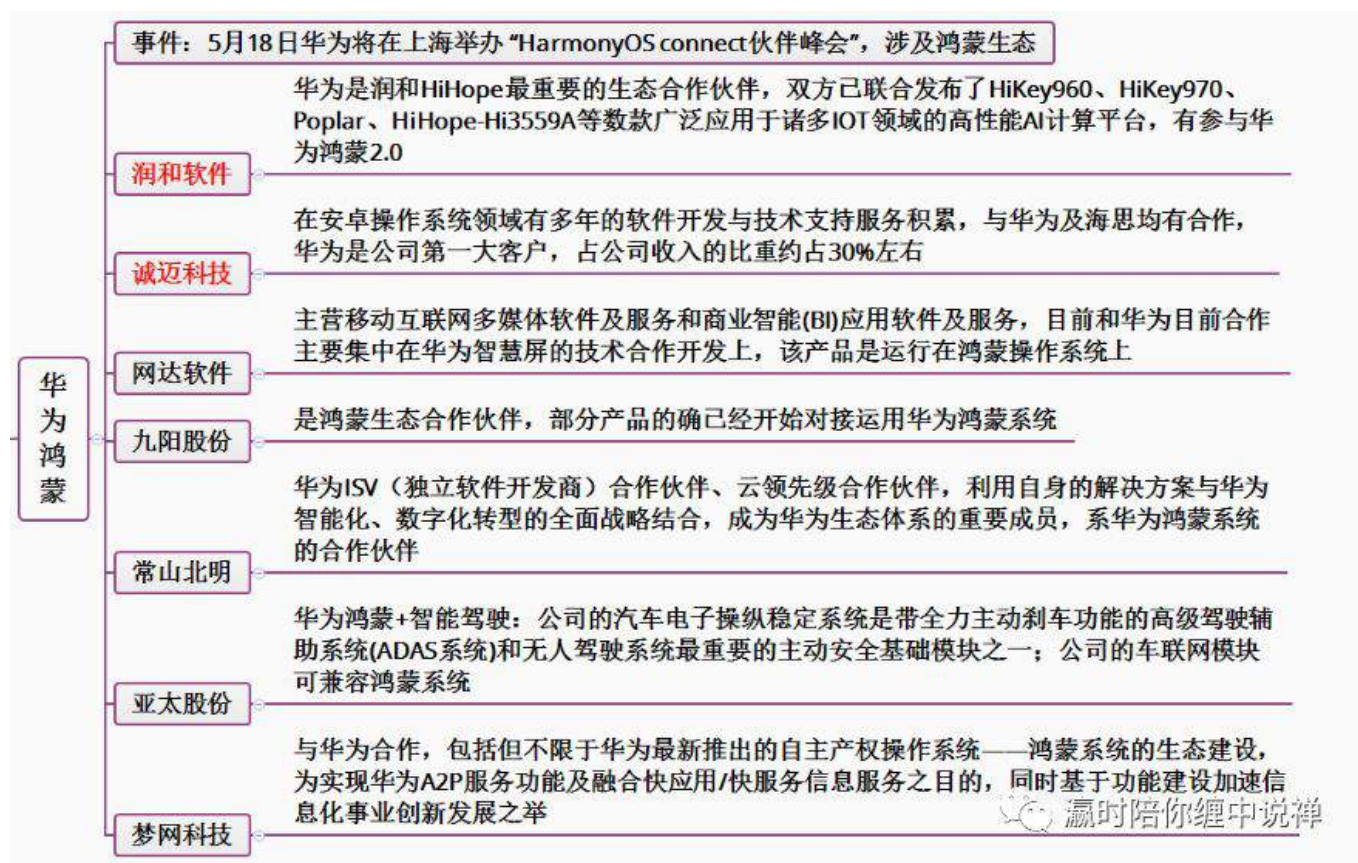 事件：5月18日华为将在上海举办“HarmonyOS connect伙伴峰会”，涉及鸿蒙生态
华为是润和HiHope最重要的生态合作伙伴，双方已联合发布了HiKey960、HiKey970、
Poplar、HiHope-Hi3559A等数款广泛应用于诸多IOT领域的高性能AI计算平台，有参与华
为鸿蒙2.0
润和软件
在安卓操作系统领域有多年的软件开发与技术支持服务积累，与华为及海思均有合作，
华为是公司第一大客户，占公司收入的比重约占30%左右
诚迈科技
主营移动互联网多媒体软件及服务和商业智能(BI)应用软件及服务，目前和华为目前合作
主要集中在华为智慧屏的技术合作开发上，该产品是运行在鸿蒙操作系统上
网达软件
华
为
鸿
蒙
是鸿蒙生态合作伙伴，部分产品的确已经开始对接运用华为鸿蒙系统
九阳股份
华为ISV（独立软件开发商）合作伙伴、云领先级合作伙伴，利用自身的解决方案与华为
智能化、数字化转型的全面战略结合，成为华为生态体系的重要成员，系华为鸿蒙系统
的合作伙伴
常山北明
华为鸿蒙+智能驾驶：公司的汽车电子操纵稳定系统是带全力主动刹车功能的高级驾驶辅
助系统(ADAS系统)和无人驾驶系统最重要的主动安全基础模块之一；公司的车联网模块
可兼容鸿蒙系统
亚太股份
与华为合作，包括但不限于华为最新推出的自主产权操作系统——鸿蒙系统的生态建设，
为实现华为A2P服务功能及融合快应用/快服务信息服务之目的，同时基于功能建设加速信
息化事业创新发展之举
梦网科技
瀛时陪你缠中说禅